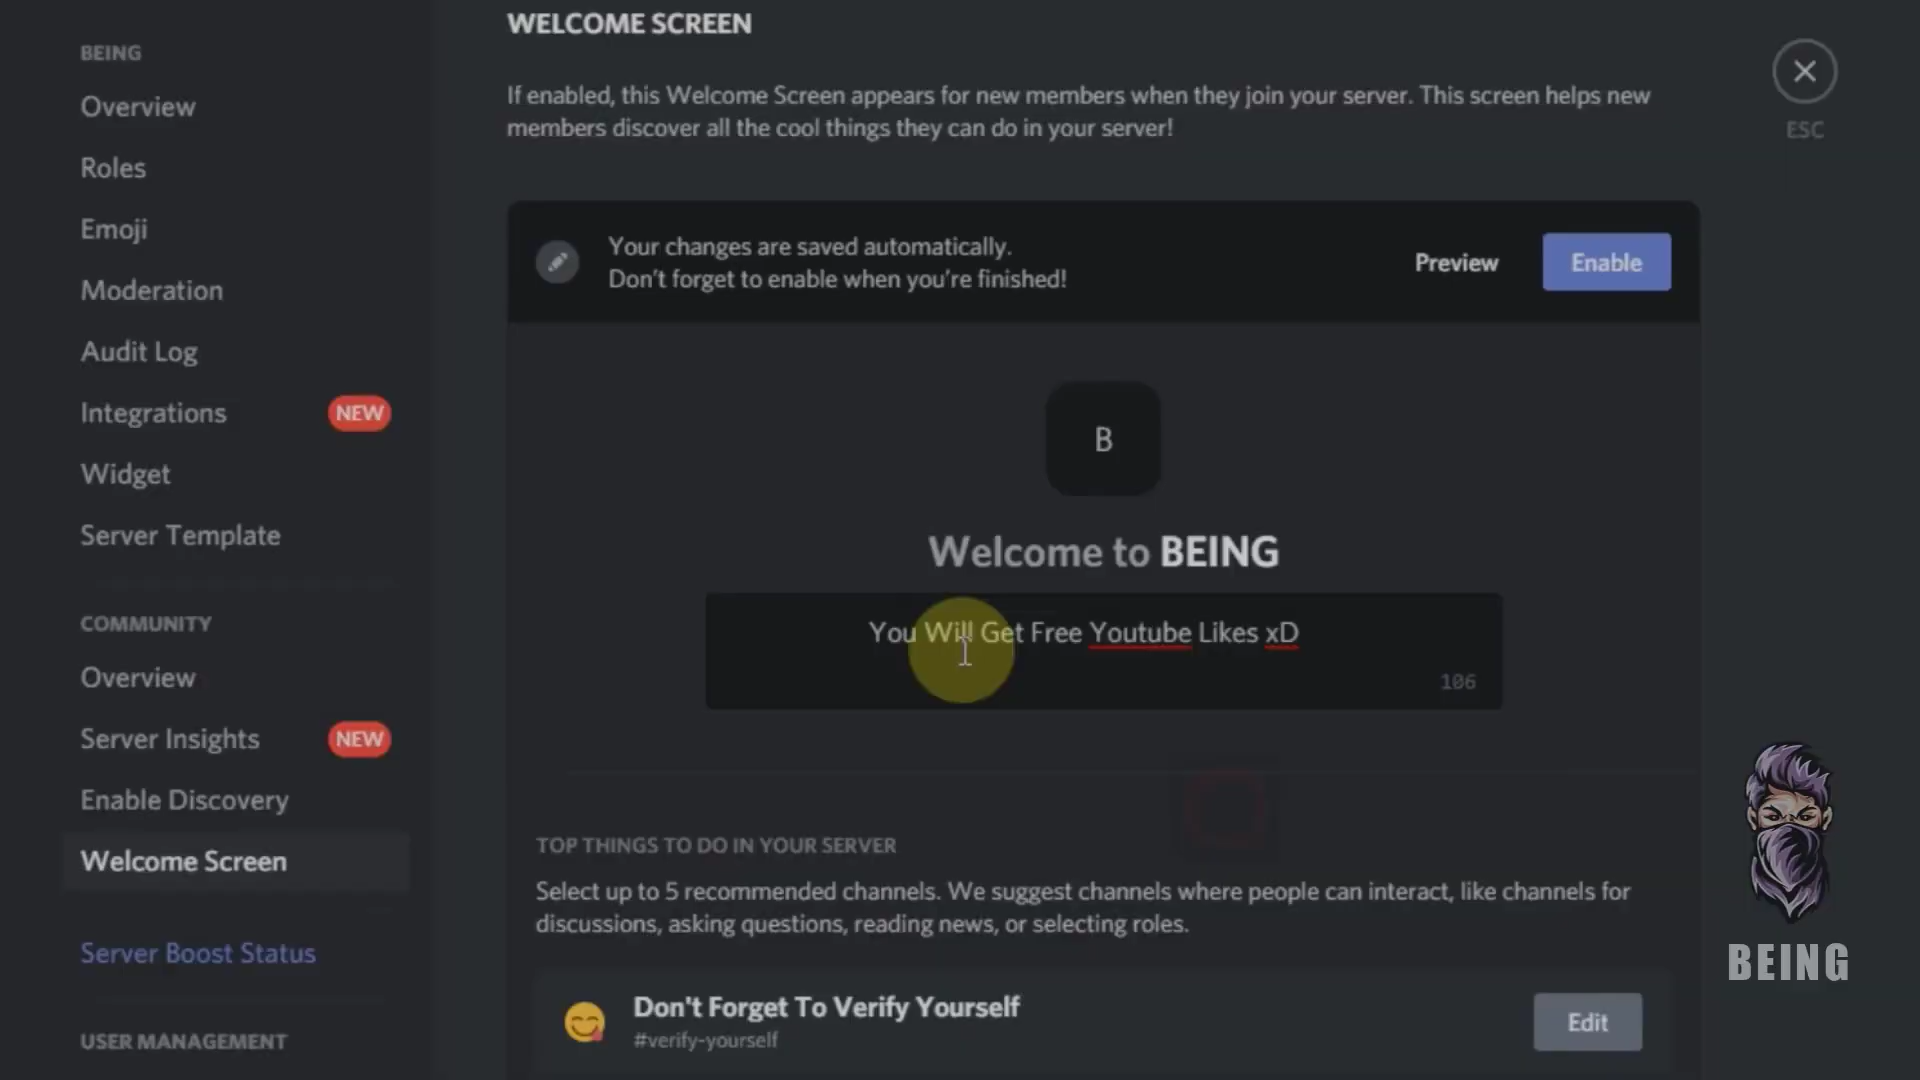 BEING
Overview
Roles
Emoji
Moderation
Audit Log
Integrations NEW
Widget
Server Template
COMMUNITY
Overview
Server Insights NEW
Enable Discovery
Welcome Screen
Server Boost Status
USER MANAGEMENT
WELCOME SCREEN
If enabled, this Welcome Screen appears for new members when they join your server. This screen helps new
members discover all the cool things they can do in your server!
ESC
Your changes are saved automatically.
Don't forget to enable when you're finished!
Preview
Enable
B
Welcome to BEING
You Will Get Free Youtube Likes xD
106
TOP THINGS TO DO IN YOUR SERVER
Select up to 5 recommended channels. We suggest channels where people can interact, like channels for
discussions, asking questions, reading news, or selecting roles.
Don't Forget To Verify Yourself
#verify-yourself
Edit
BEING